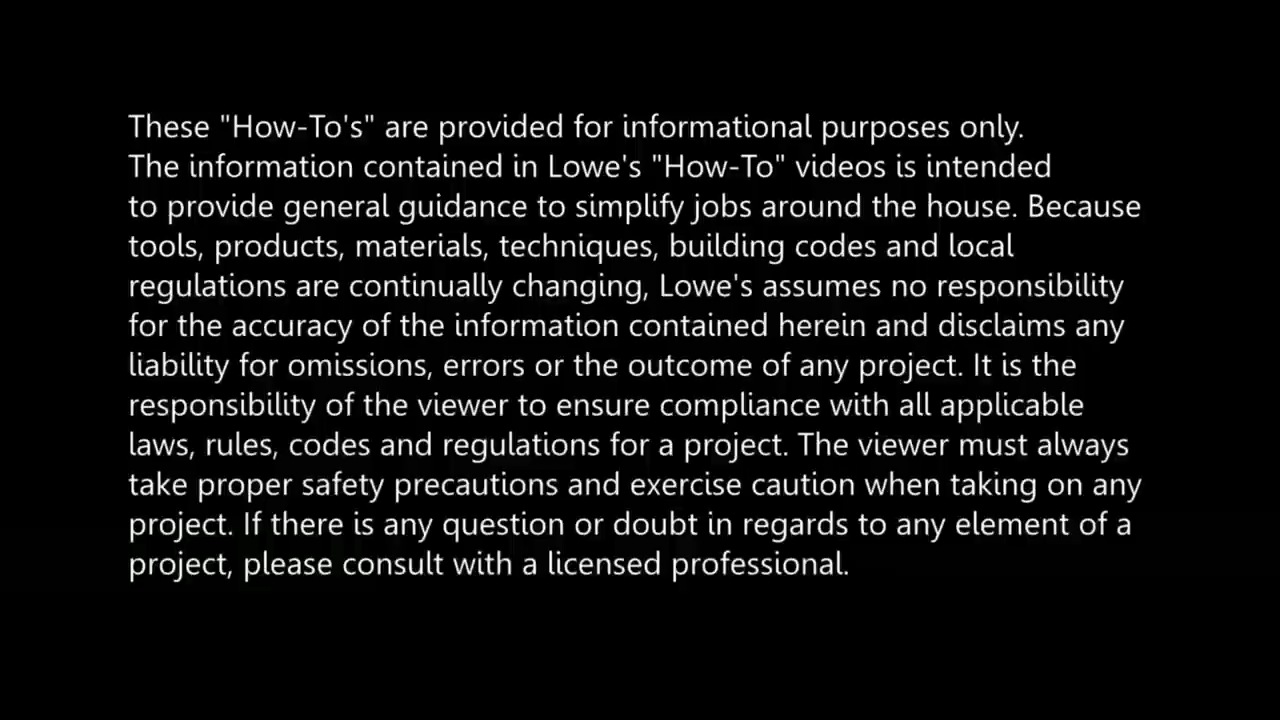 These "How-To's" are provided for informational purposes only.
The information contained in Lowe's "How-To" videos is intended
to provide general guidance to simplify jobs around the house. Because
tools, products, materials, techniques, building codes and local
regulations are continually changing, Lowe's assumes no responsibility
for the accuracy of the information contained herein and disclaims any
liability for omissions, errors or the outcome of any project. It is the
responsibility of the viewer to ensure compliance with all applicable
laws, rules, codes and regulations for a project. The viewer must always
take proper safety precautions and exercise caution when taking on any
project. If there is any question or doubt in regards to any element of a
project, please consult with a licensed professional.